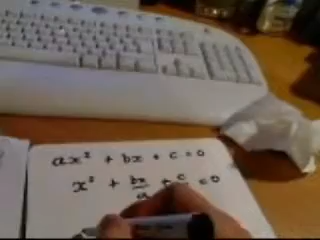 ax² + bx + c = 0
x² + bx/a + c/ = 0